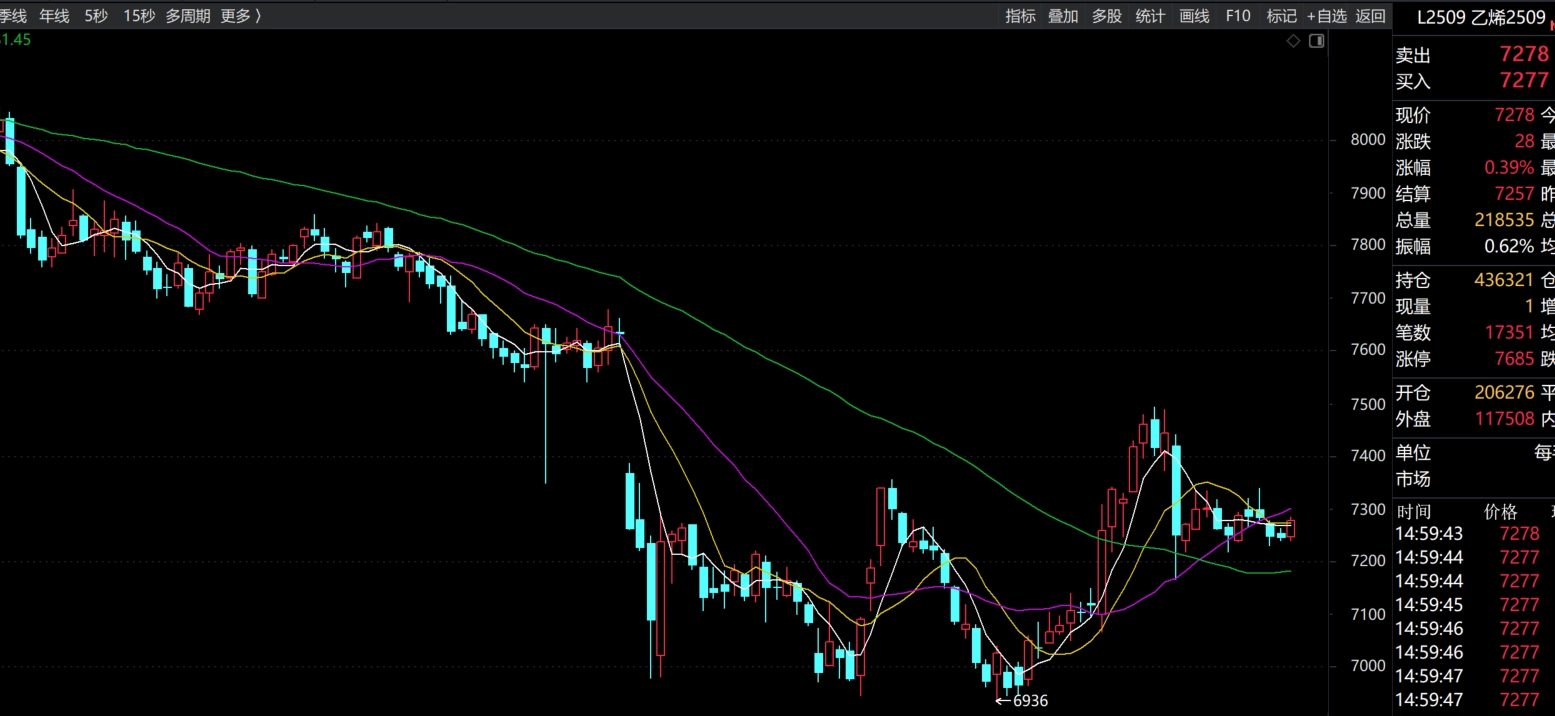 季线 年线 5秒 15秒 多周期 更多 〉 指标 叠加 多股 统计 画线 F10 标记 +自选 返回
L2509 乙烯2509
1.45
卖出 7278
买入 7277
现价 7278 今
涨跌 28 最
涨幅 0.39% 最
结算 7257 昨
总量 218535 总
振幅 0.62% 均
持仓 436321 仓
现量 1 增
笔数 17351 均
涨停 7685 跌
开仓 206276 平
外盘 117508 内
单位 每
市场
时间 价格
14:59:43 7278
14:59:44 7277
14:59:44 7277
14:59:45 7277
14:59:46 7277
14:59:46 7277
14:59:47 7277
14:59:47 7277
8000
7900
7800
7700
7600
7500
7400
7300
7200
7100
7000
←6936